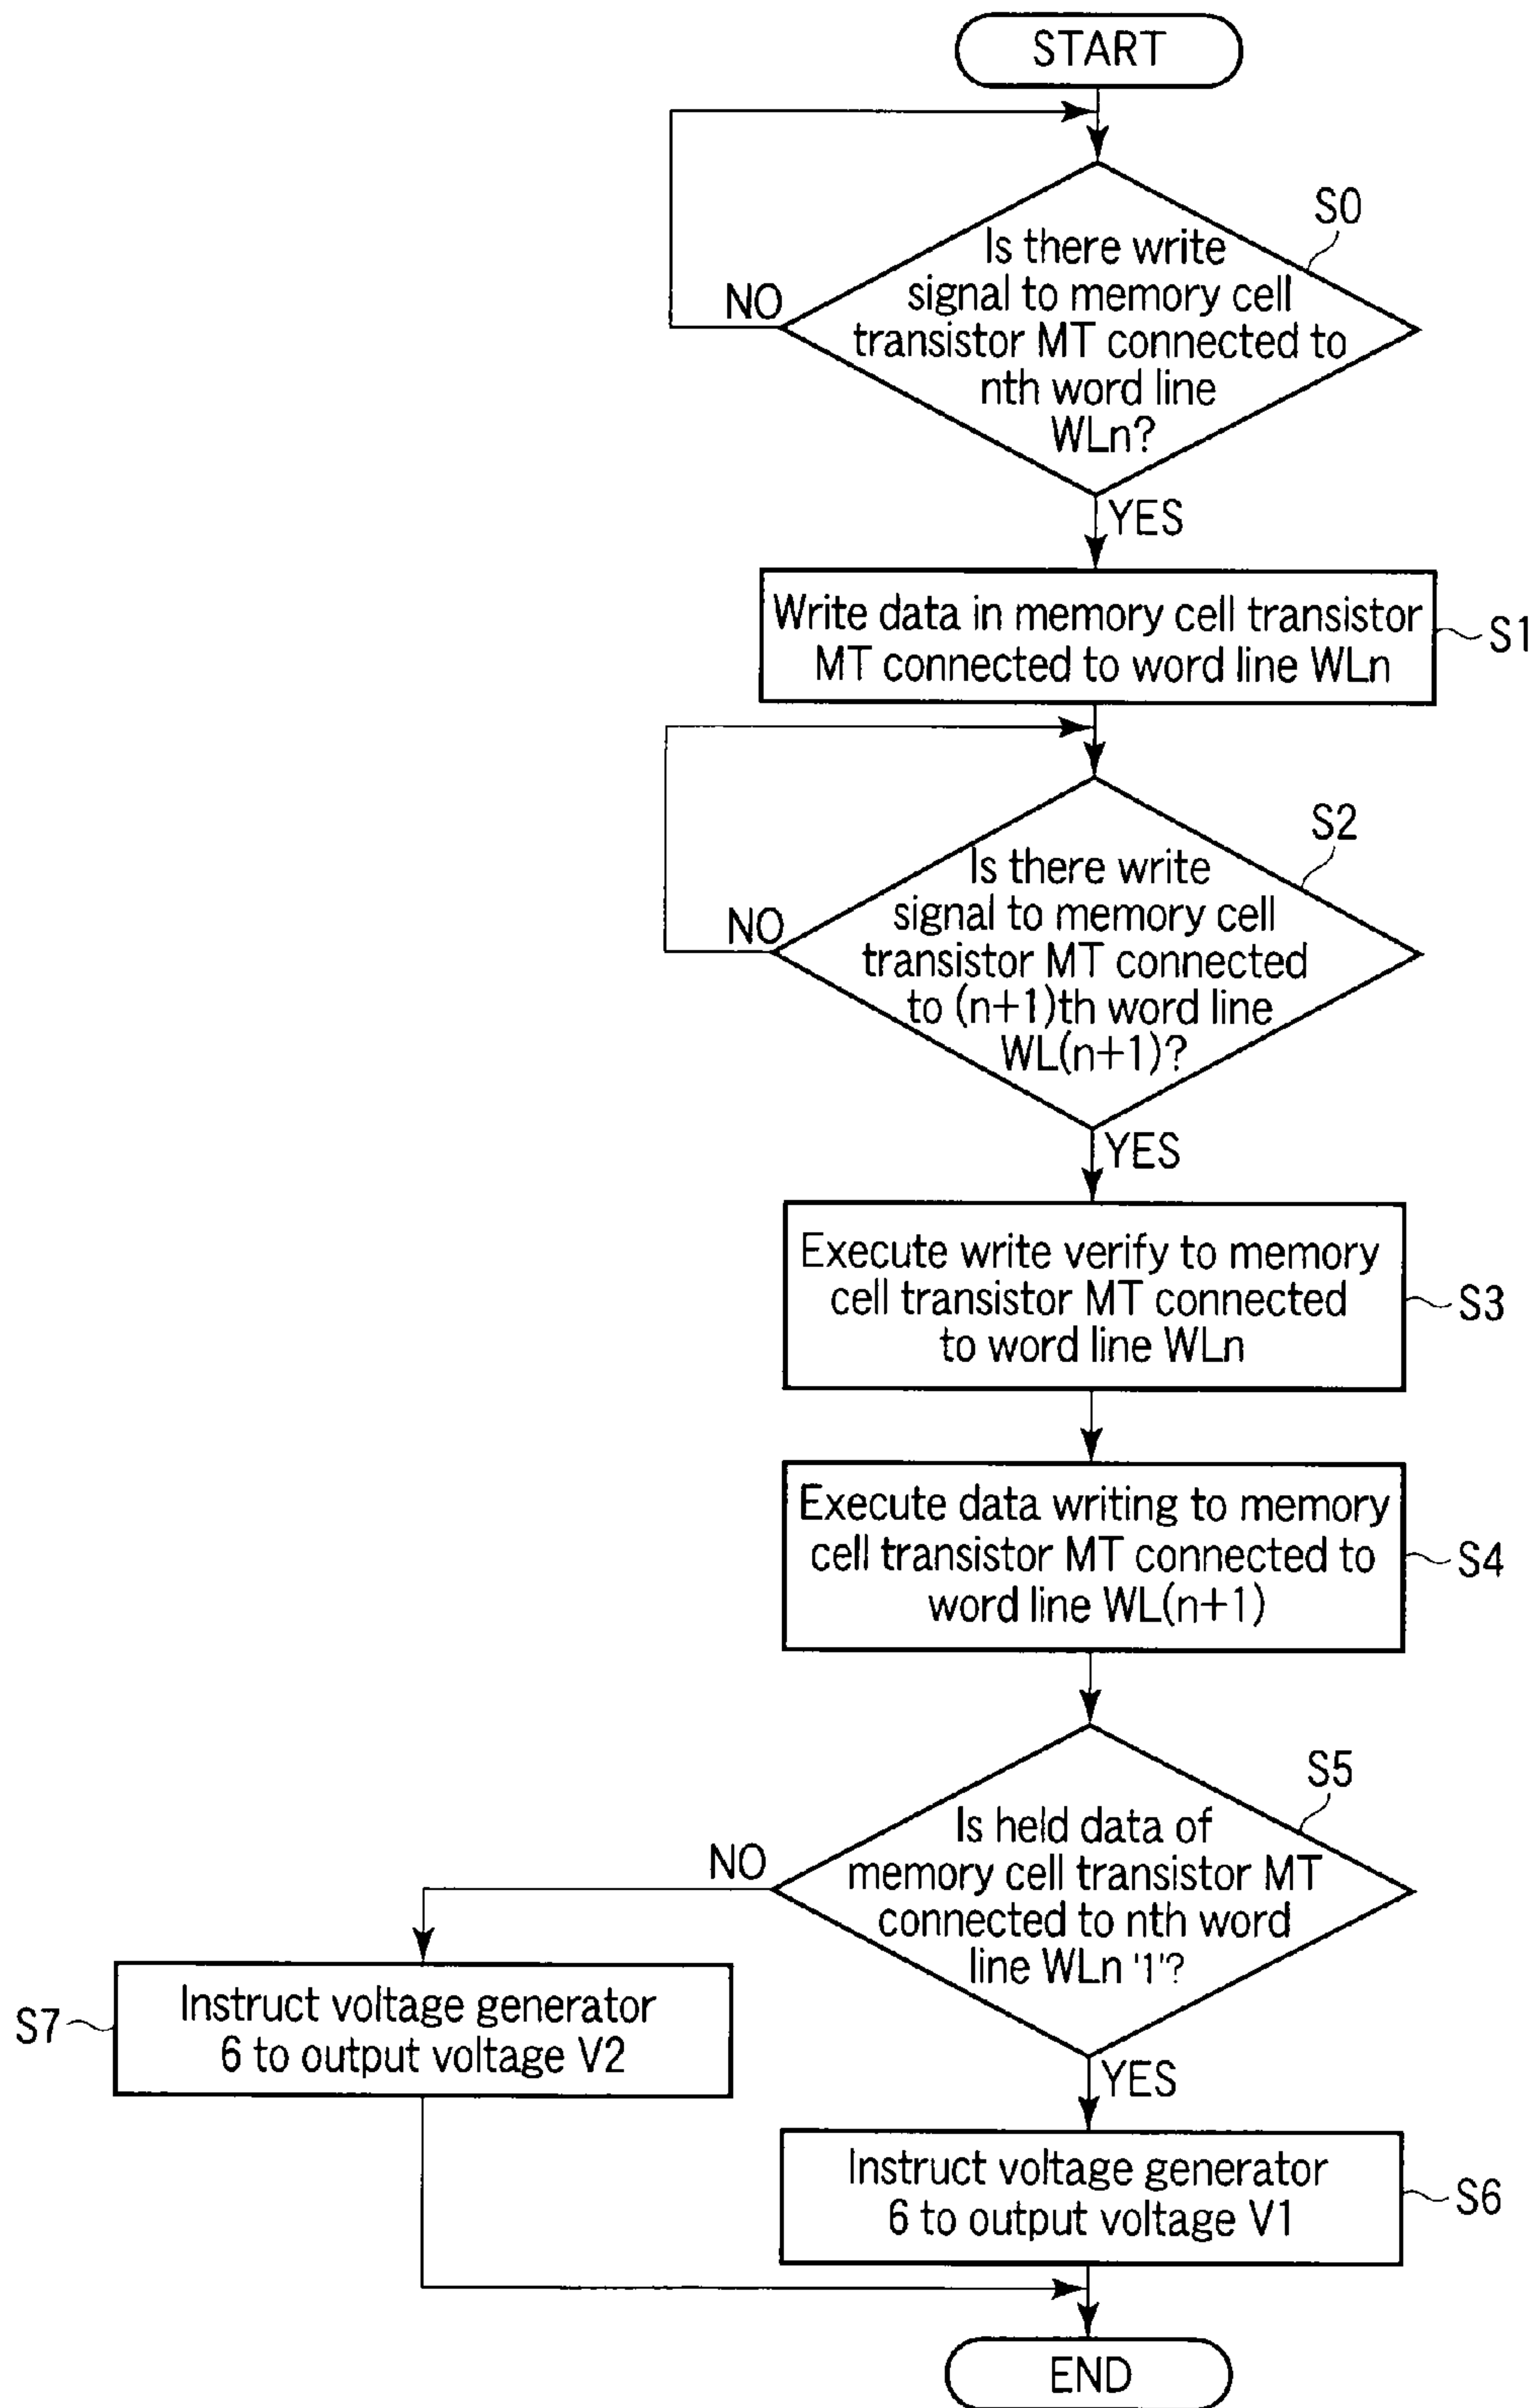 START
S0
Is there write
signal to memory cell
transistor MT connected to
nth word line
WLn?
NO
YES
Write data in memory cell transistor
MT connected to word line WLn
S1
S2
Is there write
signal to memory cell
transistor MT connected
to (n+1)th word line
WL(n+1)?
NO
YES
Execute write verify to memory
cell transistor MT connected
to word line WLn
S3
Execute data writing to memory
cell transistor MT connected to
word line WL(n+1)
S4
S5
Is held data of
memory cell transistor MT
connected to nth word
line WLn '1'?
NO
S7
Instruct voltage generator
6 to output voltage V2
YES
Instruct voltage generator
6 to output voltage V1
S6
END